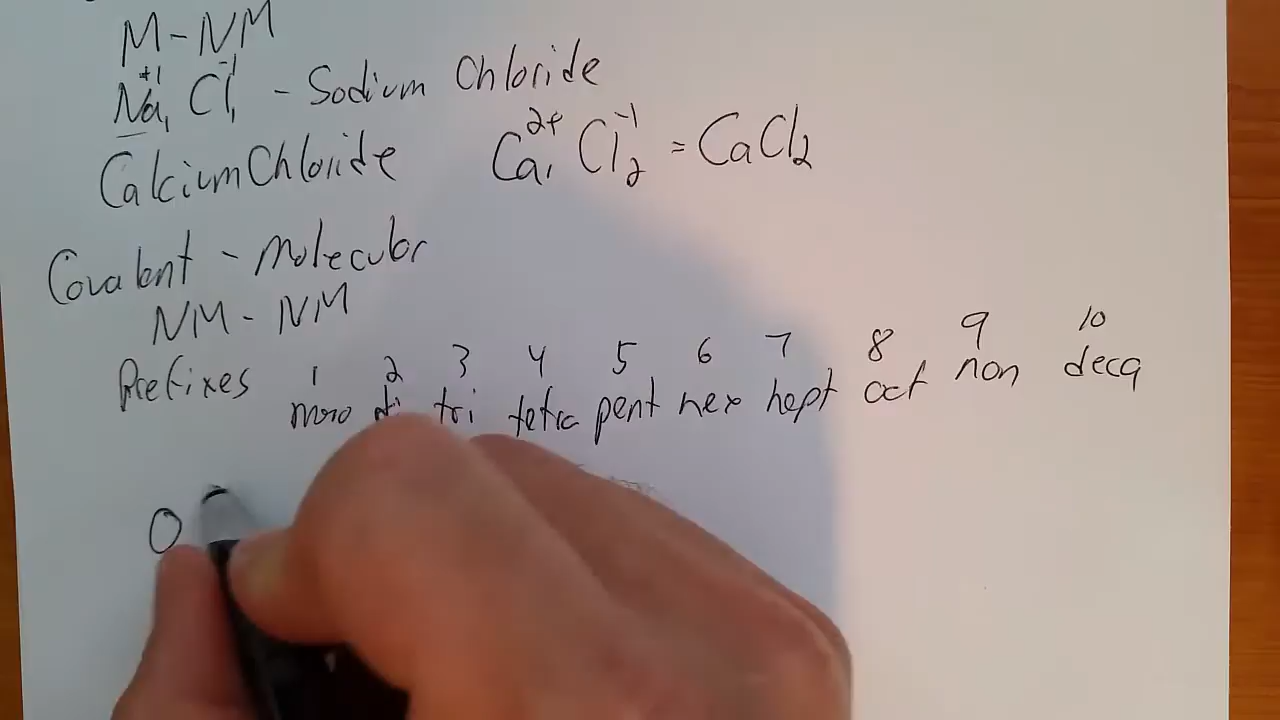 M - NM
Na₁⁺¹ Cl₁⁻¹ - Sodium Chloride
Calcium Chloride Ca₁²⁺ Cl₂⁻¹ = CaCl₂
Covalent - Molecular
NM - NM
1 2 3 4 5 6 7 8 9 10
Prefixes mono di tri tetra pent hex hept oct non deca
O